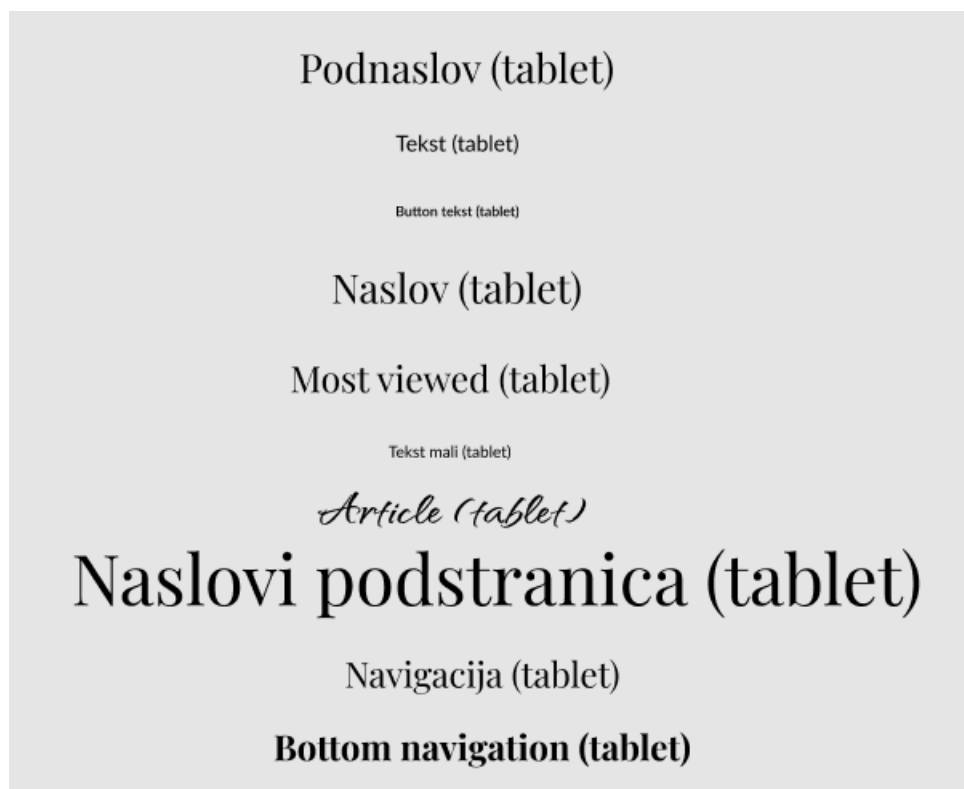 Podnaslov (tablet)
Tekst (tablet)
Button tekst (tablet)
Naslov (tablet)
Most viewed (tablet)
Tekst mali (tablet)
Article (tablet)
Naslovi podstranica (tablet)
Navigacija (tablet)
Bottom navigation (tablet)